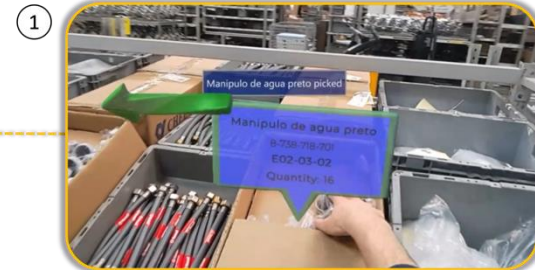 1
Manipulo de agua preto picked
Manipulo de agua preto
8-738-718-701
E02-03-02
Quantity: 16